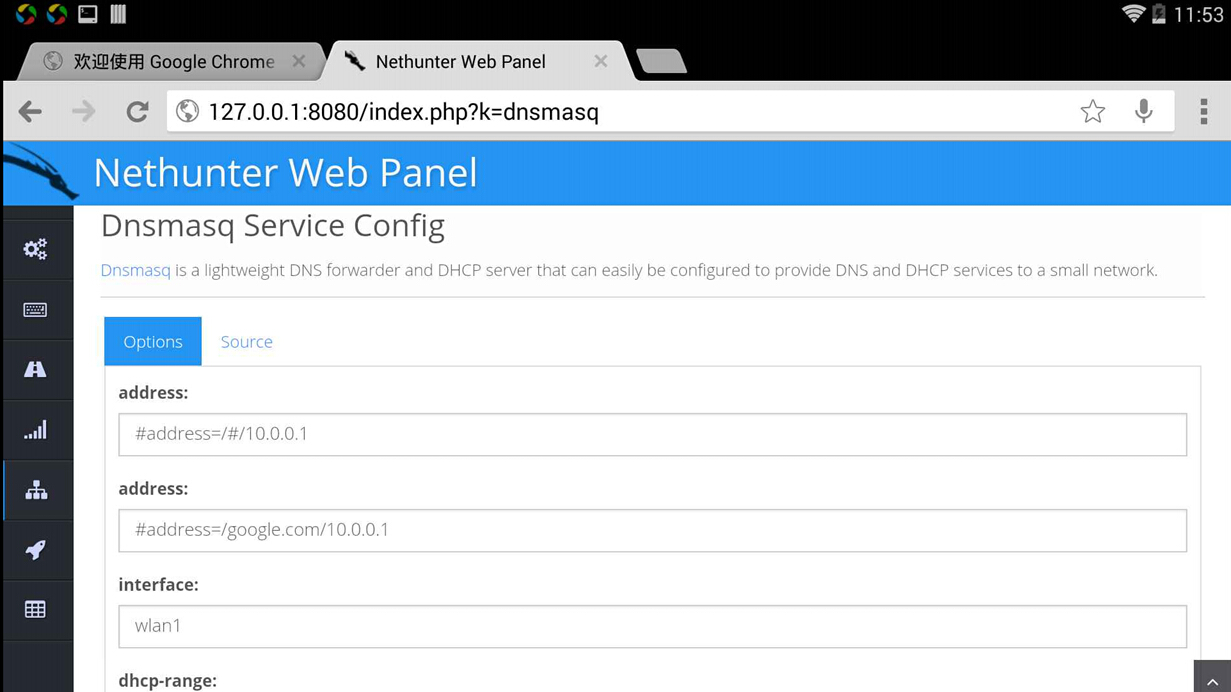 11:53
欢迎使用 Google Chrome
Nethunter Web Panel
127.0.0.1:8080/index.php?k=dnsmasq
Nethunter Web Panel
Dnsmasq Service Config
Dnsmasq is a lightweight DNS forwarder and DHCP server that can easily be configured to provide DNS and DHCP services to a small network.
Options
Source
address:
#address=/#/10.0.0.1
address:
#address=/google.com/10.0.0.1
interface:
wlan1
dhcp-range: